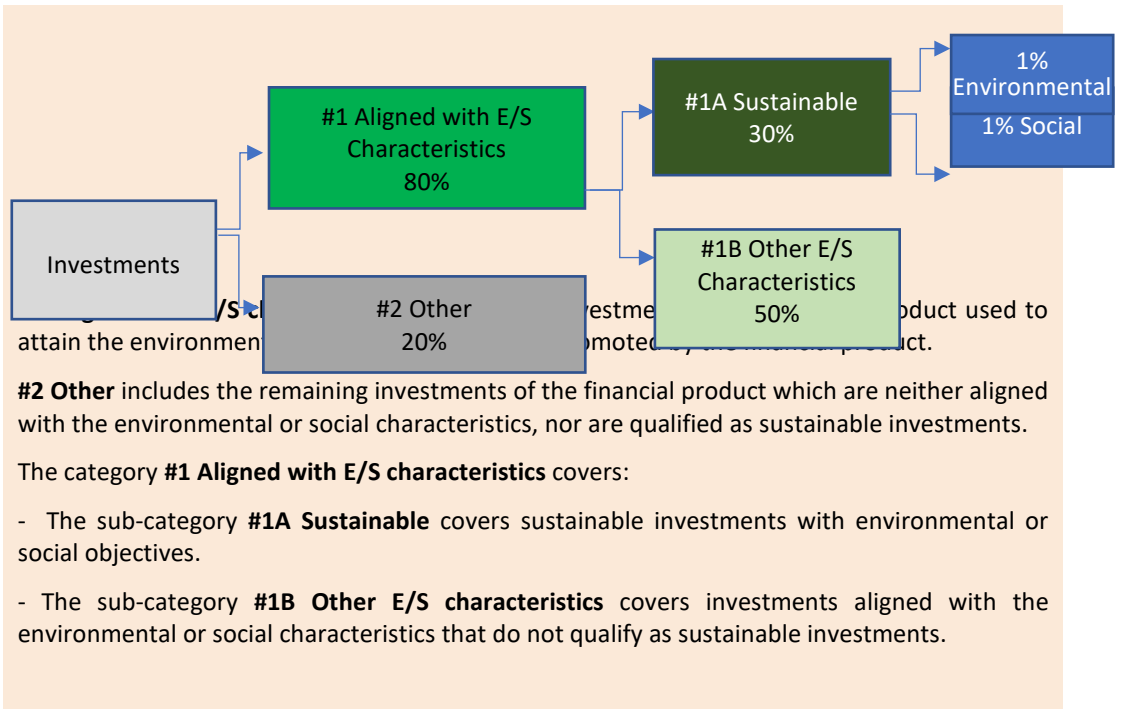 1%
Environmental
1% Social
#1A Sustainable
30%
#1 Aligned with E/S
Characteristics
80%
#1B Other E/S
Characteristics
50%
Investments
#2 Other
20%
/S
oduct used to
attain the
by the financial product.
#2 Other includes the remaining investments of the financial product which are neither aligned
with the environmental or social characteristics, nor are qualified as sustainable investments.
The category #1 Aligned with E/S characteristics covers:
- The sub-category #1A Sustainable covers sustainable investments with environmental or
social objectives.
- The sub-category #1B Other E/S characteristics covers investments aligned with the
environmental or social characteristics that do not qualify as sustainable investments.